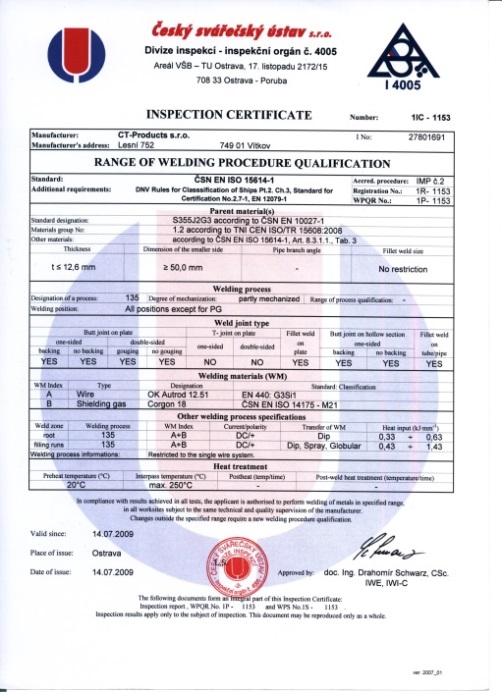 Český svářečský ústav s.r.o.
Divize inspekcí - inspekční orgán č. 4005
Areál VŠB – TU Ostrava, 17. listopadu 2172/15
708 33 Ostrava - Poruba
I 4005
INSPECTION CERTIFICATE Number: 1IC - 1153
Manufacturer: CT-Products s.r.o. I No: 27801691
Manufacturer's address: Lesní 752 749 01 Vítkov
RANGE OF WELDING PROCEDURE QUALIFICATION
Standard: ČSN EN ISO 15614-1 Accred. procedure: IMP č.2
Additional requirements: DNV Rules for Classsification of Ships Pt.2. Ch.3, Standard for Registration No.: 1R- 1153
Certification No.2.7-1, EN 12079-1 WPQR No.: 1P- 1153
Parent material(s)
Standard designation: S355J2G3 according to ČSN EN 10027-1
Materials group No: 1.2 according to TNI CEN ISO/TR 15608:2008
Other materials: according to ČSN EN ISO 15614-1, Art. 8.3.1.1., Tab. 3
Thickness Dimension of the smaller side Pipe branch angle Fillet weld size
t ≤ 12,6 mm ≥ 50,0 mm - No restriction
Welding process
Designation of a process: 135 Degree of mechanization: partly mechanized Range of process qualification: -
Welding position: All positions except for PG
Weld joint type
Butt joint on plate T- joint on plate Fillet weld Butt joint on hollow section Fillet weld
one-sided double-sided one-sided double-sided on one-sided on
backing no backing gouging no gouging plate backing no backing tube/pipe
YES YES YES YES NO NO YES YES YES YES
Welding materials (WM)
WM Index Type Designation Standard: Classification
A Wire OK Autrod 12.51 EN 440: G3Si1
B Shielding gas Corgon 18 ČSN EN ISO 14175 - M21
Other welding process specifications
Weld zone Welding process WM Index Current/polarity Transfer of WM Heat input (kJ·mm⁻¹)
root 135 A+B DC/+ Dip 0,33 ÷ 0,63
filling runs 135 A+B DC/+ Dip, Spray, Globular 0,43 ÷ 1,43
Welding process informations: Restricted to the single wire system.
Heat treatment
Preheat temperature (°C) Interpass temperature (°C) Postheat (temp/time) Post-weld heat treatment (temperature/time)
20°C max. 250°C - -
In compliance with results achieved in all tests, the applicant is authorised to perform welding of metals in specified range,
in all worksites subject to the same technical and quality supervision of the manufacturer.
Changes outside the specified range require a new welding procedure qualification.
Valid since: 14.07.2009
Place of issue: Ostrava
Date of issue: 14.07.2009 Approved by: doc. Ing. Drahomír Schwarz, CSc.
IWE, IWI-C
The following documents form an integral part of this Inspection Certificate:
Inspection report , WPQR No. 1P - 1153 and WPS No.1S - 1153
Inspection results apply only to the subject of inspection. This document may be reproduced only as a whole.
ver 2007_01